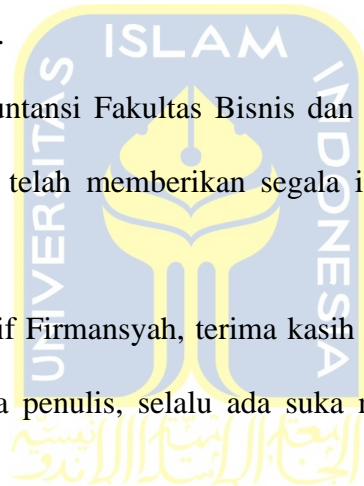 ISLAM
UNIVERSITAS
INDONESIA
untansi Fakultas Bisnis dan
telah memberikan segala i
if Firmansyah, terima kasih
a penulis, selalu ada suka